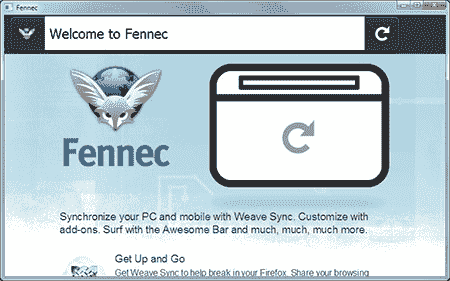 Fennec
Welcome to Fennec
Fennec
Synchronize your PC and mobile with Weave Sync. Customize with
add-ons. Surf with the Awesome Bar and much, much, much more.
Get Up and Go
Get Weave Sync to help break in your Firefox. Share your browsing